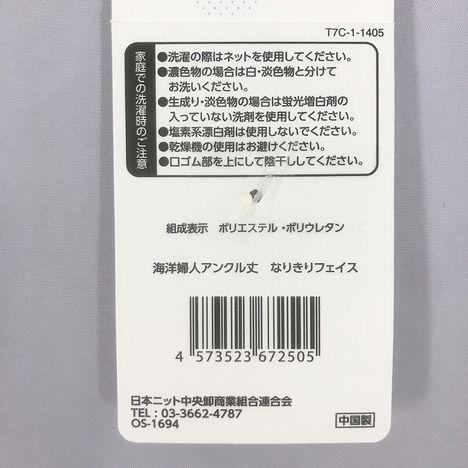 T7C-1-1405
家庭での洗濯時のご注意
●洗濯の際はネットを使用してください。
●濃色物の場合は白・淡色物と分けて
お洗いください。
●生成り・淡色物の場合は蛍光増白剤の
入っていない洗剤を使用してください。
●塩素系漂白剤は使用しないでください。
●乾燥機の使用はお避けください。
●口ゴム部を上にして陰干ししてください。
組成表示 ポリエステル・ポリウレタン
海洋婦人アンクル丈 なりきりフェイス
4 573523 672505
日本ニット中央卸商業組合連合会
TEL : 03-3662-4787
OS-1694
中国製